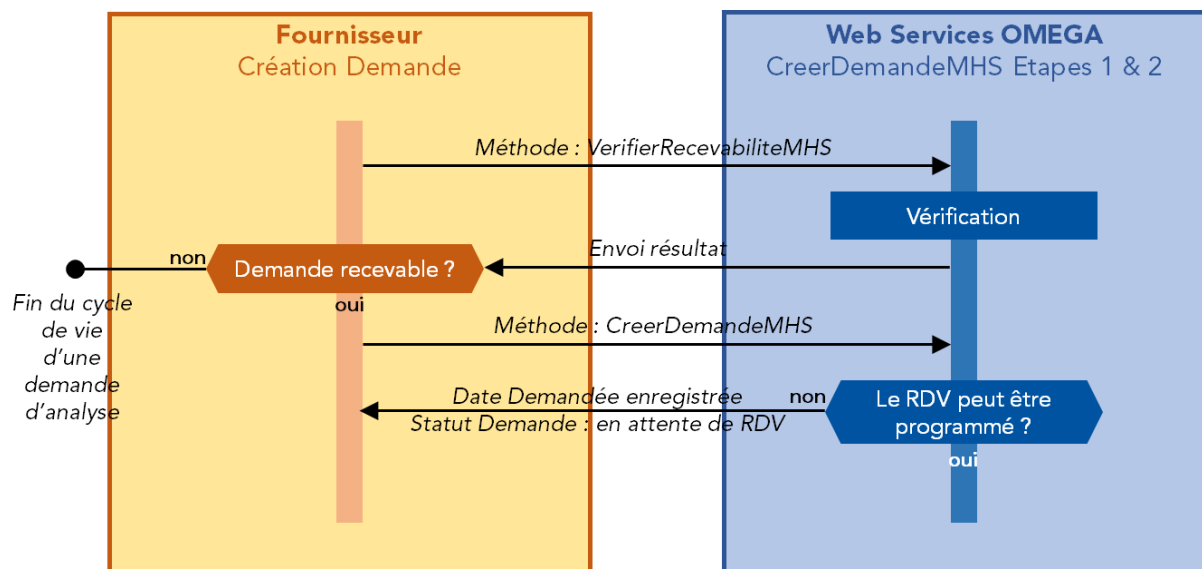 Fournisseur
Création Demande
Web Services OMEGA
CreerDemandeMHS Etapes 1 & 2
Méthode : VerifierRecevabiliteMHS
Vérification
Envoi résultat
non
Demande recevable ?
oui
Fin du cycle
de vie
d'une
demande
d'analyse
Méthode : CreerDemandeMHS
Date Demandée enregistrée
Statut Demande : en attente de RDV
non
Le RDV peut être
programmé ?
oui